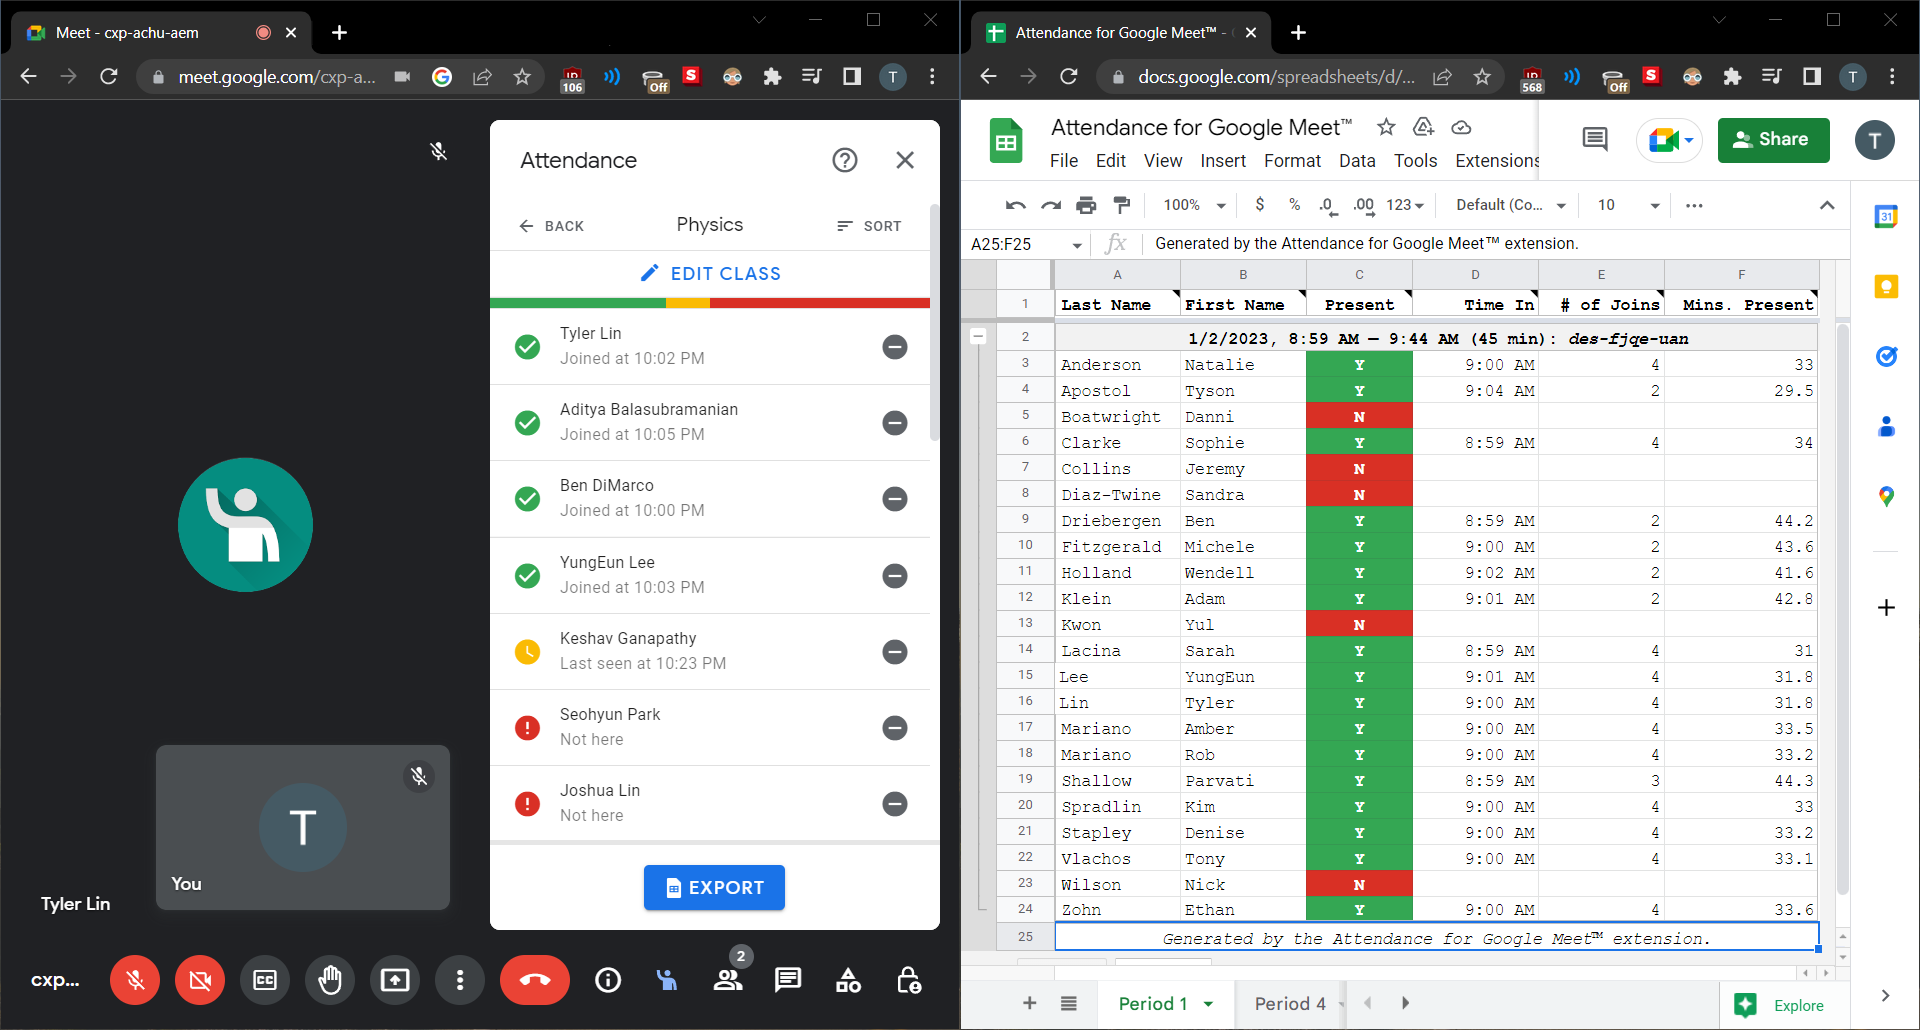 Meet - cxp-achu-aem
meet.google.com/cxp-a...
106
Off
S
T
Attendance
BACK
Physics
SORT
EDIT CLASS
Tyler Lin
Joined at 10:02 PM
Aditya Balasubramanian
Joined at 10:05 PM
Ben DiMarco
Joined at 10:00 PM
YungEun Lee
Joined at 10:03 PM
Keshav Ganapathy
Last seen at 10:23 PM
Seohyun Park
Not here
Joshua Lin
Not here
EXPORT
T
You
Tyler Lin
cxp...
CC
2
Attendance for Google Meet™ -
docs.google.com/spreadsheets/d/...
568
Off
S
T
Attendance for Google Meet™
File Edit View Insert Format Data Tools Extensions
Share
T
100% $ % .0 .00 123 Default (Co... 10
A25:F25 fx Generated by the Attendance for Google Meet™ extension.
A B C D E F
1 Last Name First Name Present Time In # of Joins Mins. Present
2 1/2/2023, 8:59 AM — 9:44 AM (45 min): des-fjqe-uan
3 Anderson Natalie Y 9:00 AM 4 33
4 Apostol Tyson Y 9:04 AM 2 29.5
5 Boatwright Danni N
6 Clarke Sophie Y 8:59 AM 4 34
7 Collins Jeremy N
8 Diaz-Twine Sandra N
9 Driebergen Ben Y 8:59 AM 2 44.2
10 Fitzgerald Michele Y 9:00 AM 2 43.6
11 Holland Wendell Y 9:02 AM 2 41.6
12 Klein Adam Y 9:01 AM 2 42.8
13 Kwon Yul N
14 Lacina Sarah Y 8:59 AM 4 31
15 Lee YungEun Y 9:01 AM 4 31.8
16 Lin Tyler Y 9:00 AM 4 31.8
17 Mariano Amber Y 9:00 AM 4 33.5
18 Mariano Rob Y 9:00 AM 4 33.2
19 Shallow Parvati Y 8:59 AM 3 44.3
20 Spradlin Kim Y 9:00 AM 4 33
21 Stapley Denise Y 9:00 AM 4 33.2
22 Vlachos Tony Y 9:00 AM 4 33.1
23 Wilson Nick N
24 Zohn Ethan Y 9:00 AM 4 33.6
25 Generated by the Attendance for Google Meet™ extension.
Period 1
Period 4
Explore
31